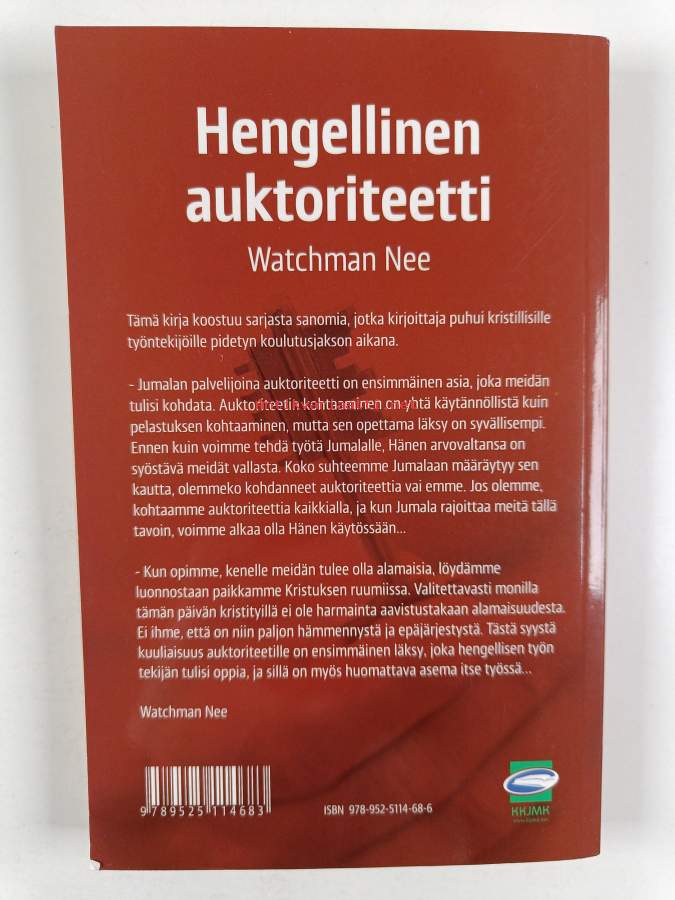 Hengellinen
auktoriteetti
Watchman Nee
Tämä kirja koostuu sarjasta sanomia, jotka kirjoittaja puhui kristillisille
työntekijöille pidetyn koulutusjakson aikana.
- Jumalan palvelijoina auktoriteetti on ensimmäinen asia, joka meidän
tulisi kohdata. Auktoriteetin kohtaaminen on yhtä käytännöllistä kuin
pelastuksen kohtaaminen, mutta sen opettama läksy on syvällisempi.
Ennen kuin voimme tehdä työtä Jumalalle, Hänen arvovaltansa on
syöstävä meidät vallasta. Koko suhteemme Jumalaan määräytyy sen
kautta, olemmeko kohdanneet auktoriteettia vai emme. Jos olemme,
kohtaamme auktoriteettia kaikkialla, ja kun Jumala rajoittaa meitä tällä
tavoin, voimme alkaa olla Hänen käytössään...
- Kun opimme, kenelle meidän tulee olla alamaisia, löydämme
luonnostaan paikkamme Kristuksen ruumiissa. Valitettavasti monilla
tämän päivän kristityillä ei ole harmainta aavistustakaan alamaisuudesta.
Ei ihme, että on niin paljon hämmennystä ja epäjärjestystä. Tästä syystä
kuuliaisuus auktoriteetille on ensimmäinen läksy, joka hengellisen työn
tekijän tulisi oppia, ja sillä on myös huomattava asema itse työssä...
Watchman Nee
9 789525 114683
ISBN 978-952-5114-68-6
KKJMK